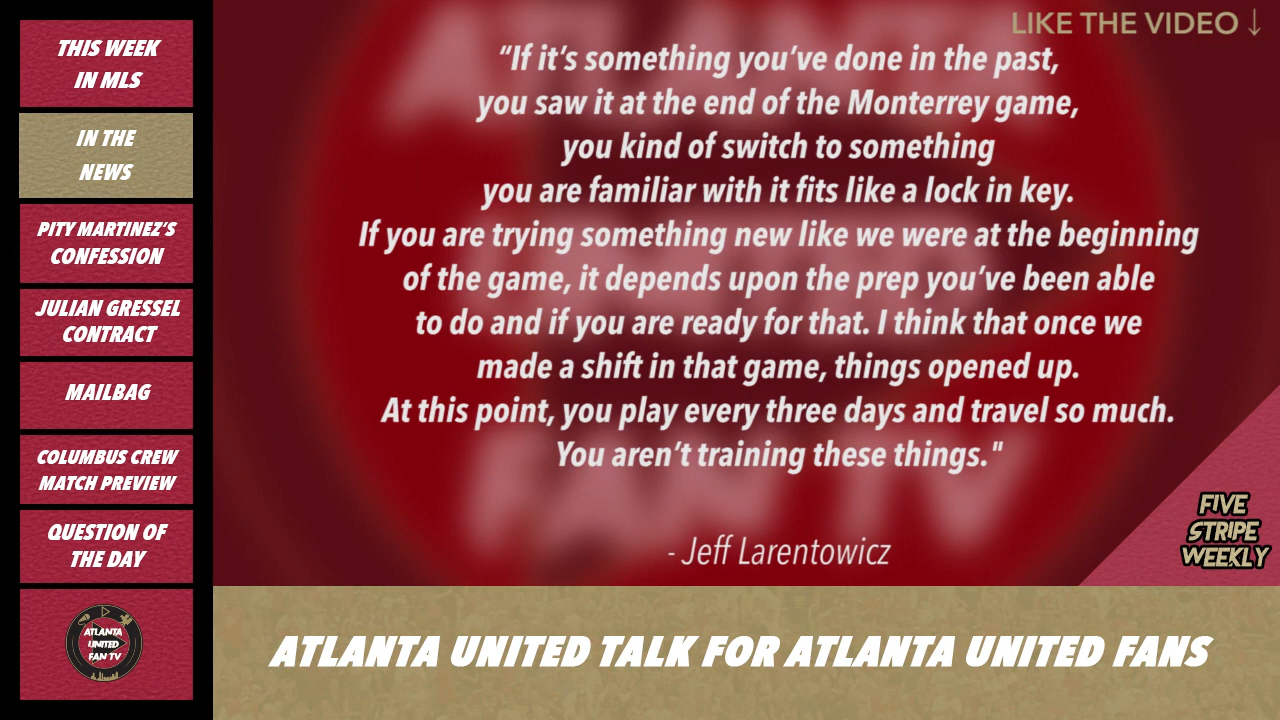 THIS WEEK
IN MLS
IN THE
NEWS
PITY MARTINEZ'S
CONFESSION
JULIAN GRESSEL
CONTRACT
MAILBAG
COLUMBUS CREW
MATCH PREVIEW
QUESTION OF
THE DAY
ATLANTA
UNITED
FAN TV
LIKE THE VIDEO ↓
“If it’s something you’ve done in the past,
you saw it at the end of the Monterrey game,
you kind of switch to something
you are familiar with it fits like a lock in key.
If you are trying something new like we were at the beginning
of the game, it depends upon the prep you’ve been able
to do and if you are ready for that. I think that once we
made a shift in that game, things opened up.
At this point, you play every three days and travel so much.
You aren’t training these things."
- Jeff Larentowicz
FIVE
STRIPE
WEEKLY
ATLANTA UNITED TALK FOR ATLANTA UNITED FANS